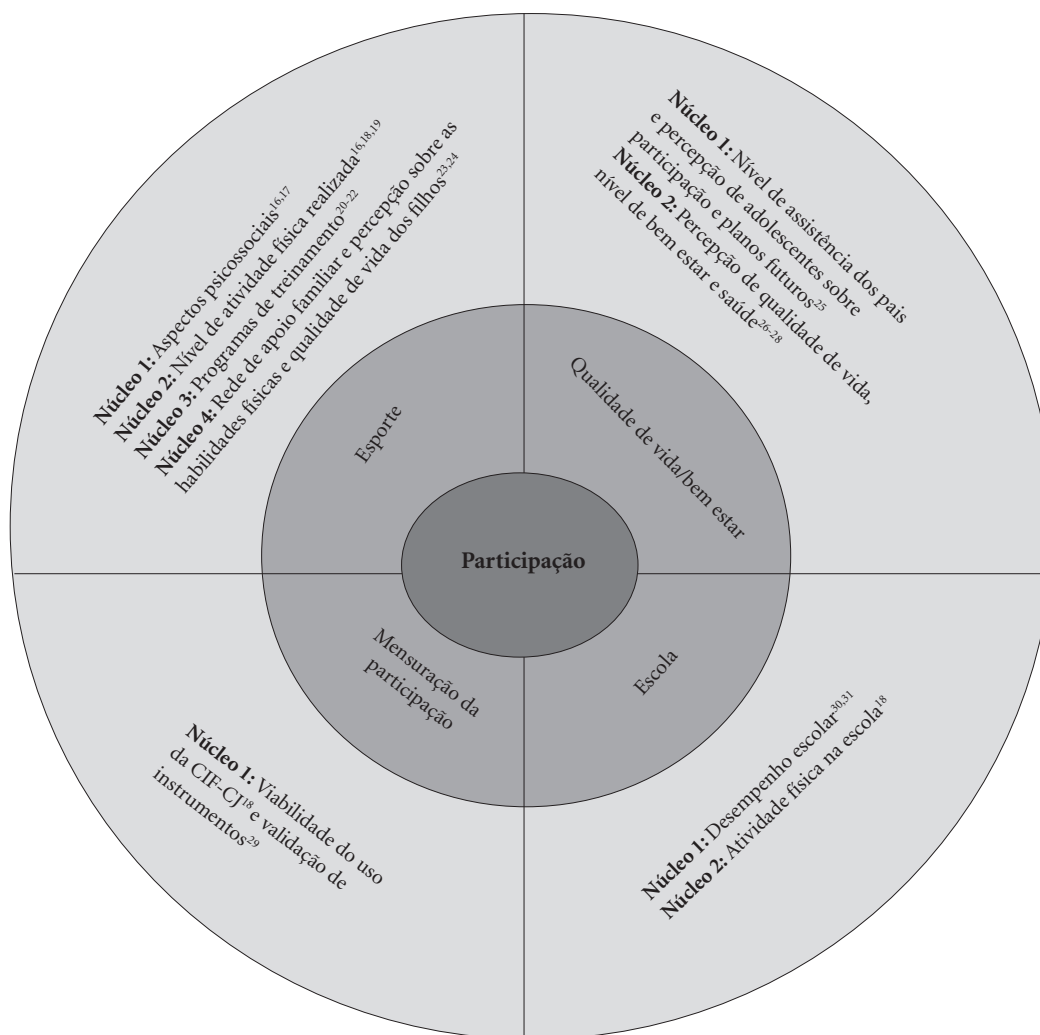 Núcleo 1: Aspectos psicossociais16,17
Núcleo 2: Nível de atividade física realizada16,18,19
Núcleo 3: Programas de treinamento20-22
Núcleo 4: Rede de apoio familiar e percepção sobre as
habilidades físicas e qualidade de vida dos filhos23,24
Núcleo 1: Nível de assistência dos pais
e percepção de adolescentes sobre
participação e planos futuros25
Núcleo 2: Percepção de qualidade de vida,
nível de bem estar e saúde26-28
Esporte
Qualidade de vida/bem estar
Participação
Mensuração da
participação
Escola
Núcleo 1: Viabilidade do uso
da CIF-CJ18 e validação de
instrumentos29
Núcleo 1: Desempenho escolar30,31
Núcleo 2: Atividade física na escola18